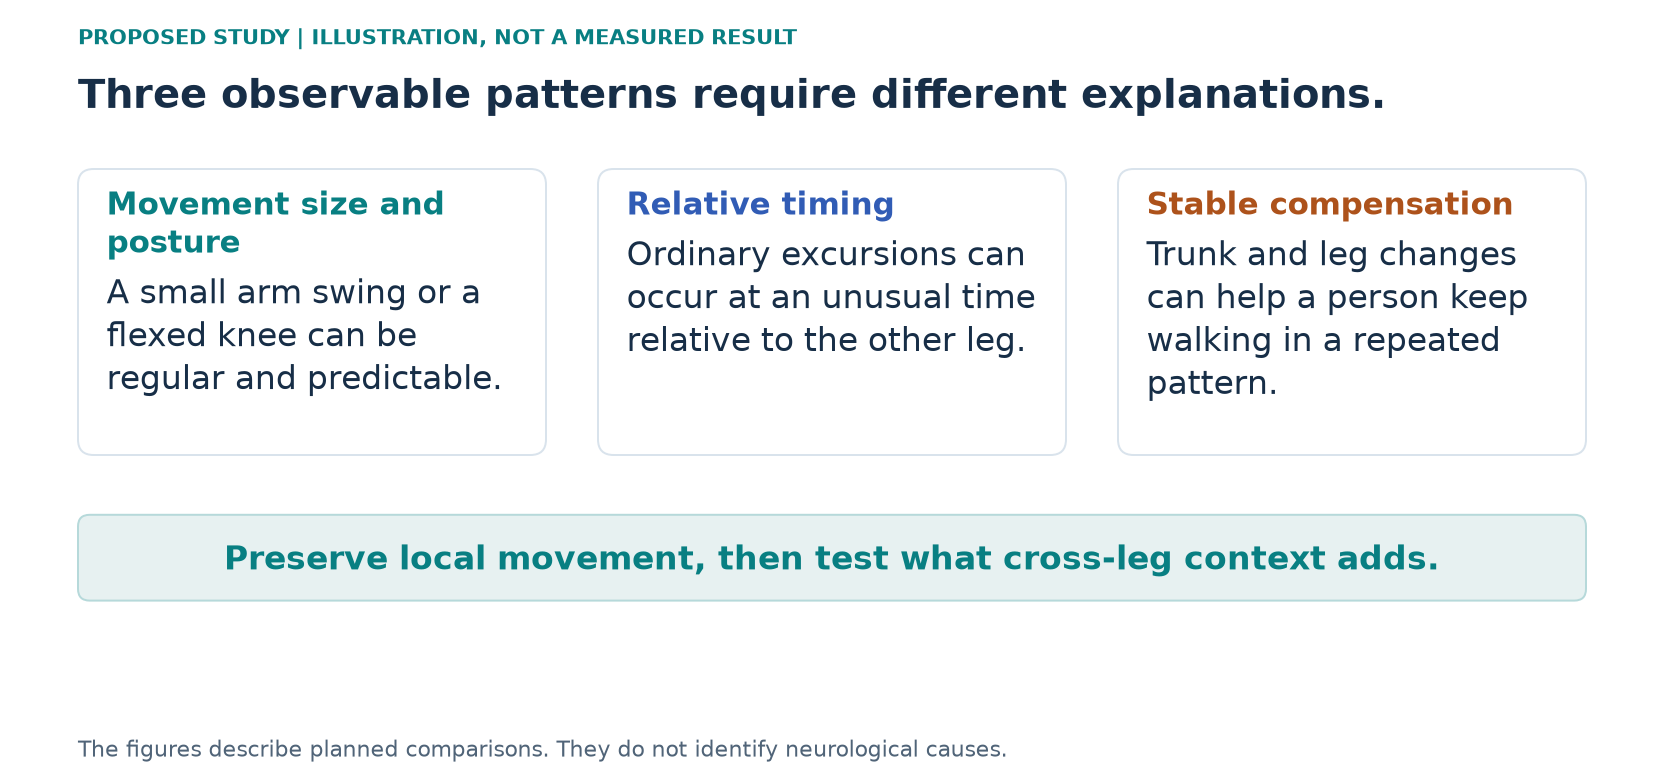 PROPOSED STUDY | ILLUSTRATION, NOT A MEASURED RESULT
Three observable patterns require different explanations.
Movement size and
posture
A small arm swing or a
flexed knee can be
regular and predictable.
Relative timing
Ordinary excursions can
occur at an unusual time
relative to the other leg.
Stable compensation
Trunk and leg changes
can help a person keep
walking in a repeated
pattern.
Preserve local movement, then test what cross-leg context adds.
The figures describe planned comparisons. They do not identify neurological causes.